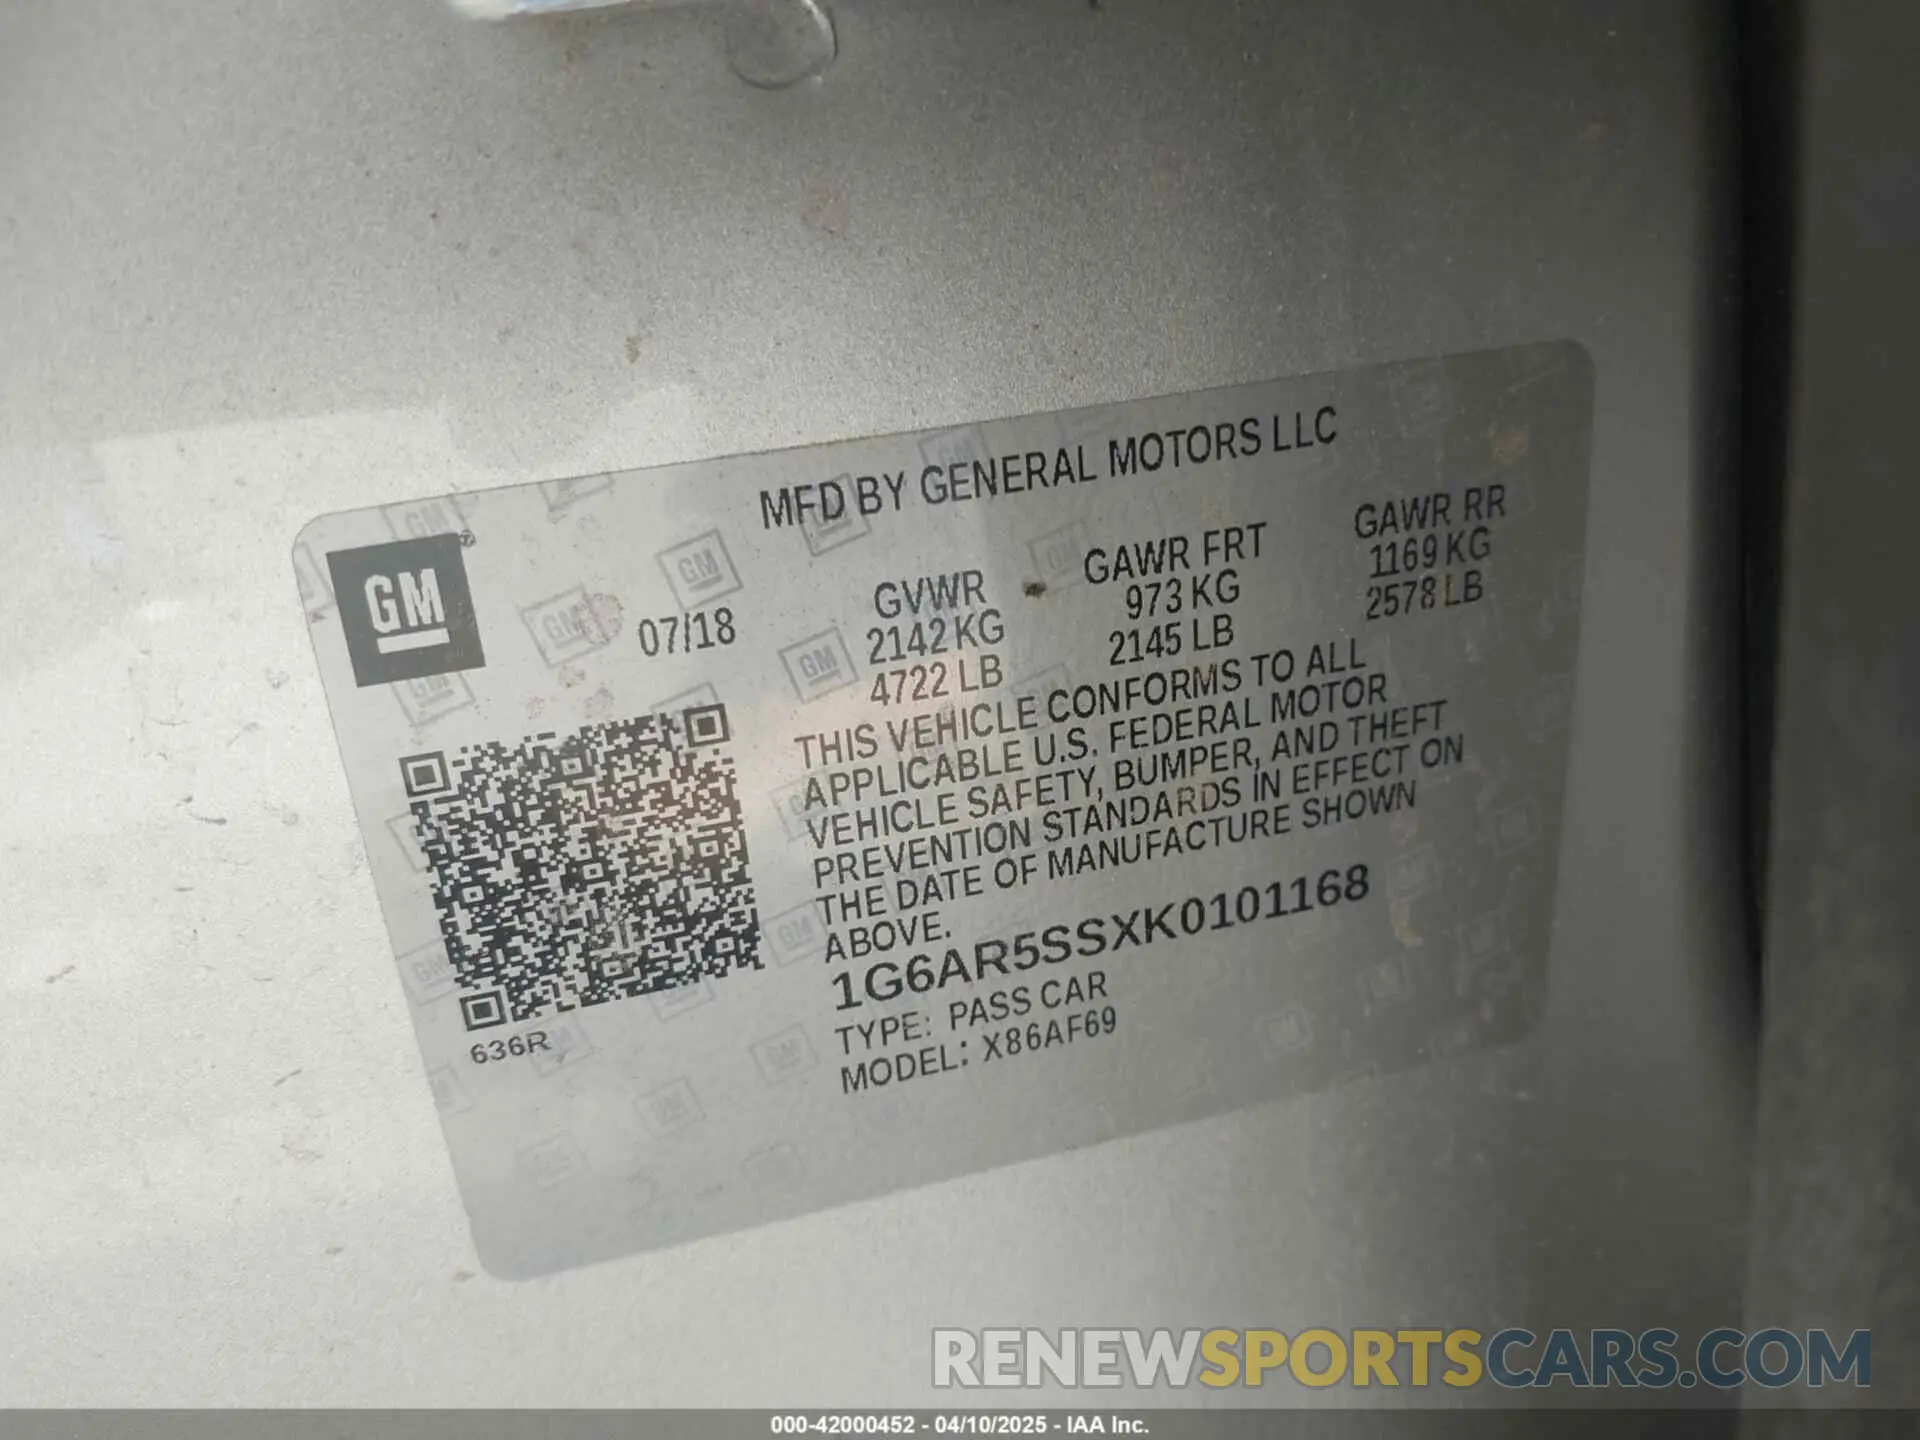 MFD BY GENERAL MOTORS LLC
GM®
07/18
GVWR
2142 KG
4722 LB
GAWR FRT
973 KG
2145 LB
GAWR RR
1169 KG
2578 LB
THIS VEHICLE CONFORMS TO ALL
APPLICABLE U.S. FEDERAL MOTOR
VEHICLE SAFETY, BUMPER, AND THEFT
PREVENTION STANDARDS IN EFFECT ON
THE DATE OF MANUFACTURE SHOWN
ABOVE.
1G6AR5SSXK0101168
TYPE: PASS CAR
MODEL: X86AF69
636R
RENEWSPORTSCARS.COM
000-42000452 - 04/10/2025 - IAA Inc.